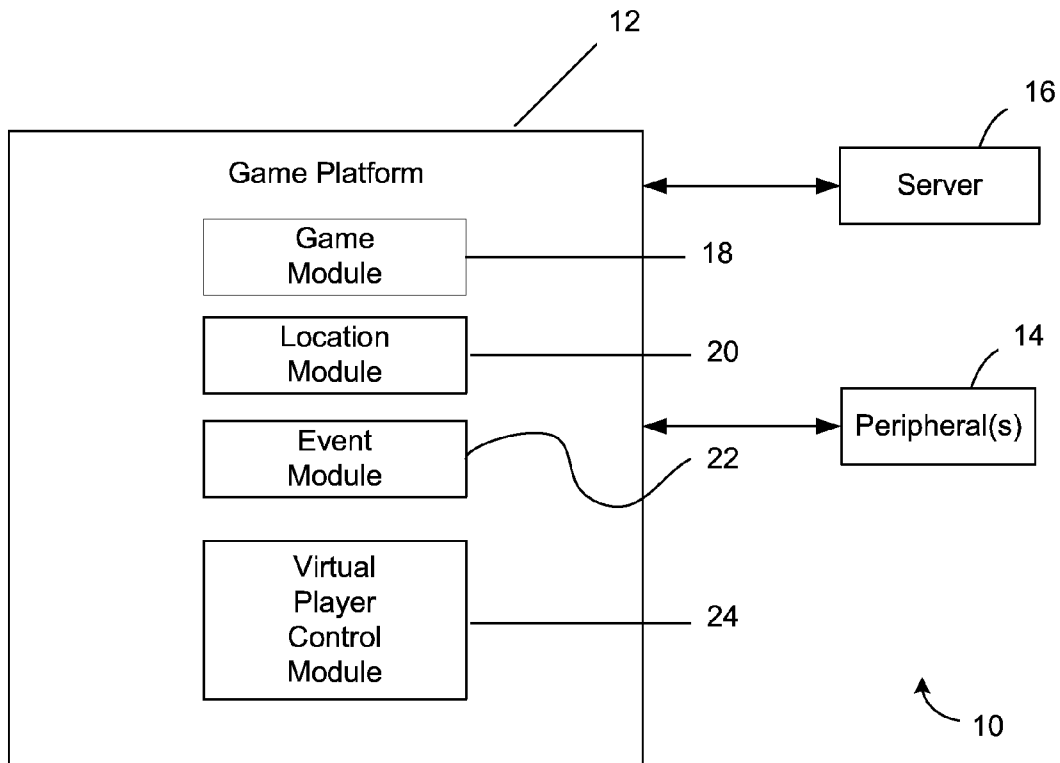 12
16
Game Platform
Server
Game
Module
18
14
Location
Module
20
Peripheral(s)
Event
Module
22
Virtual
Player
Control
Module
24
10